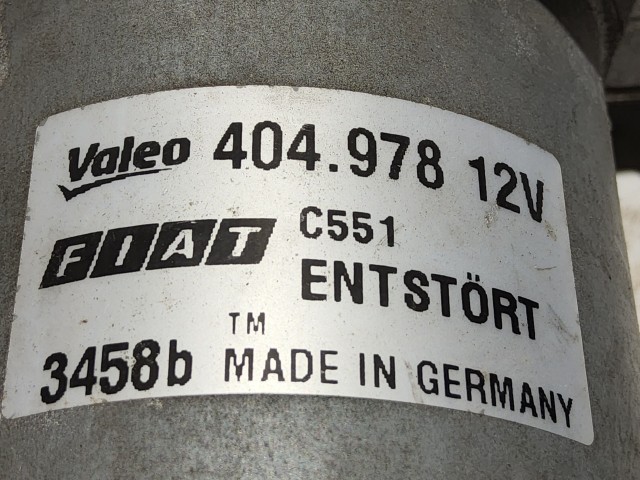 Valeo 404.978 12V
FIAT C551
ENTSTÖRT
TM
3458b MADE IN GERMANY